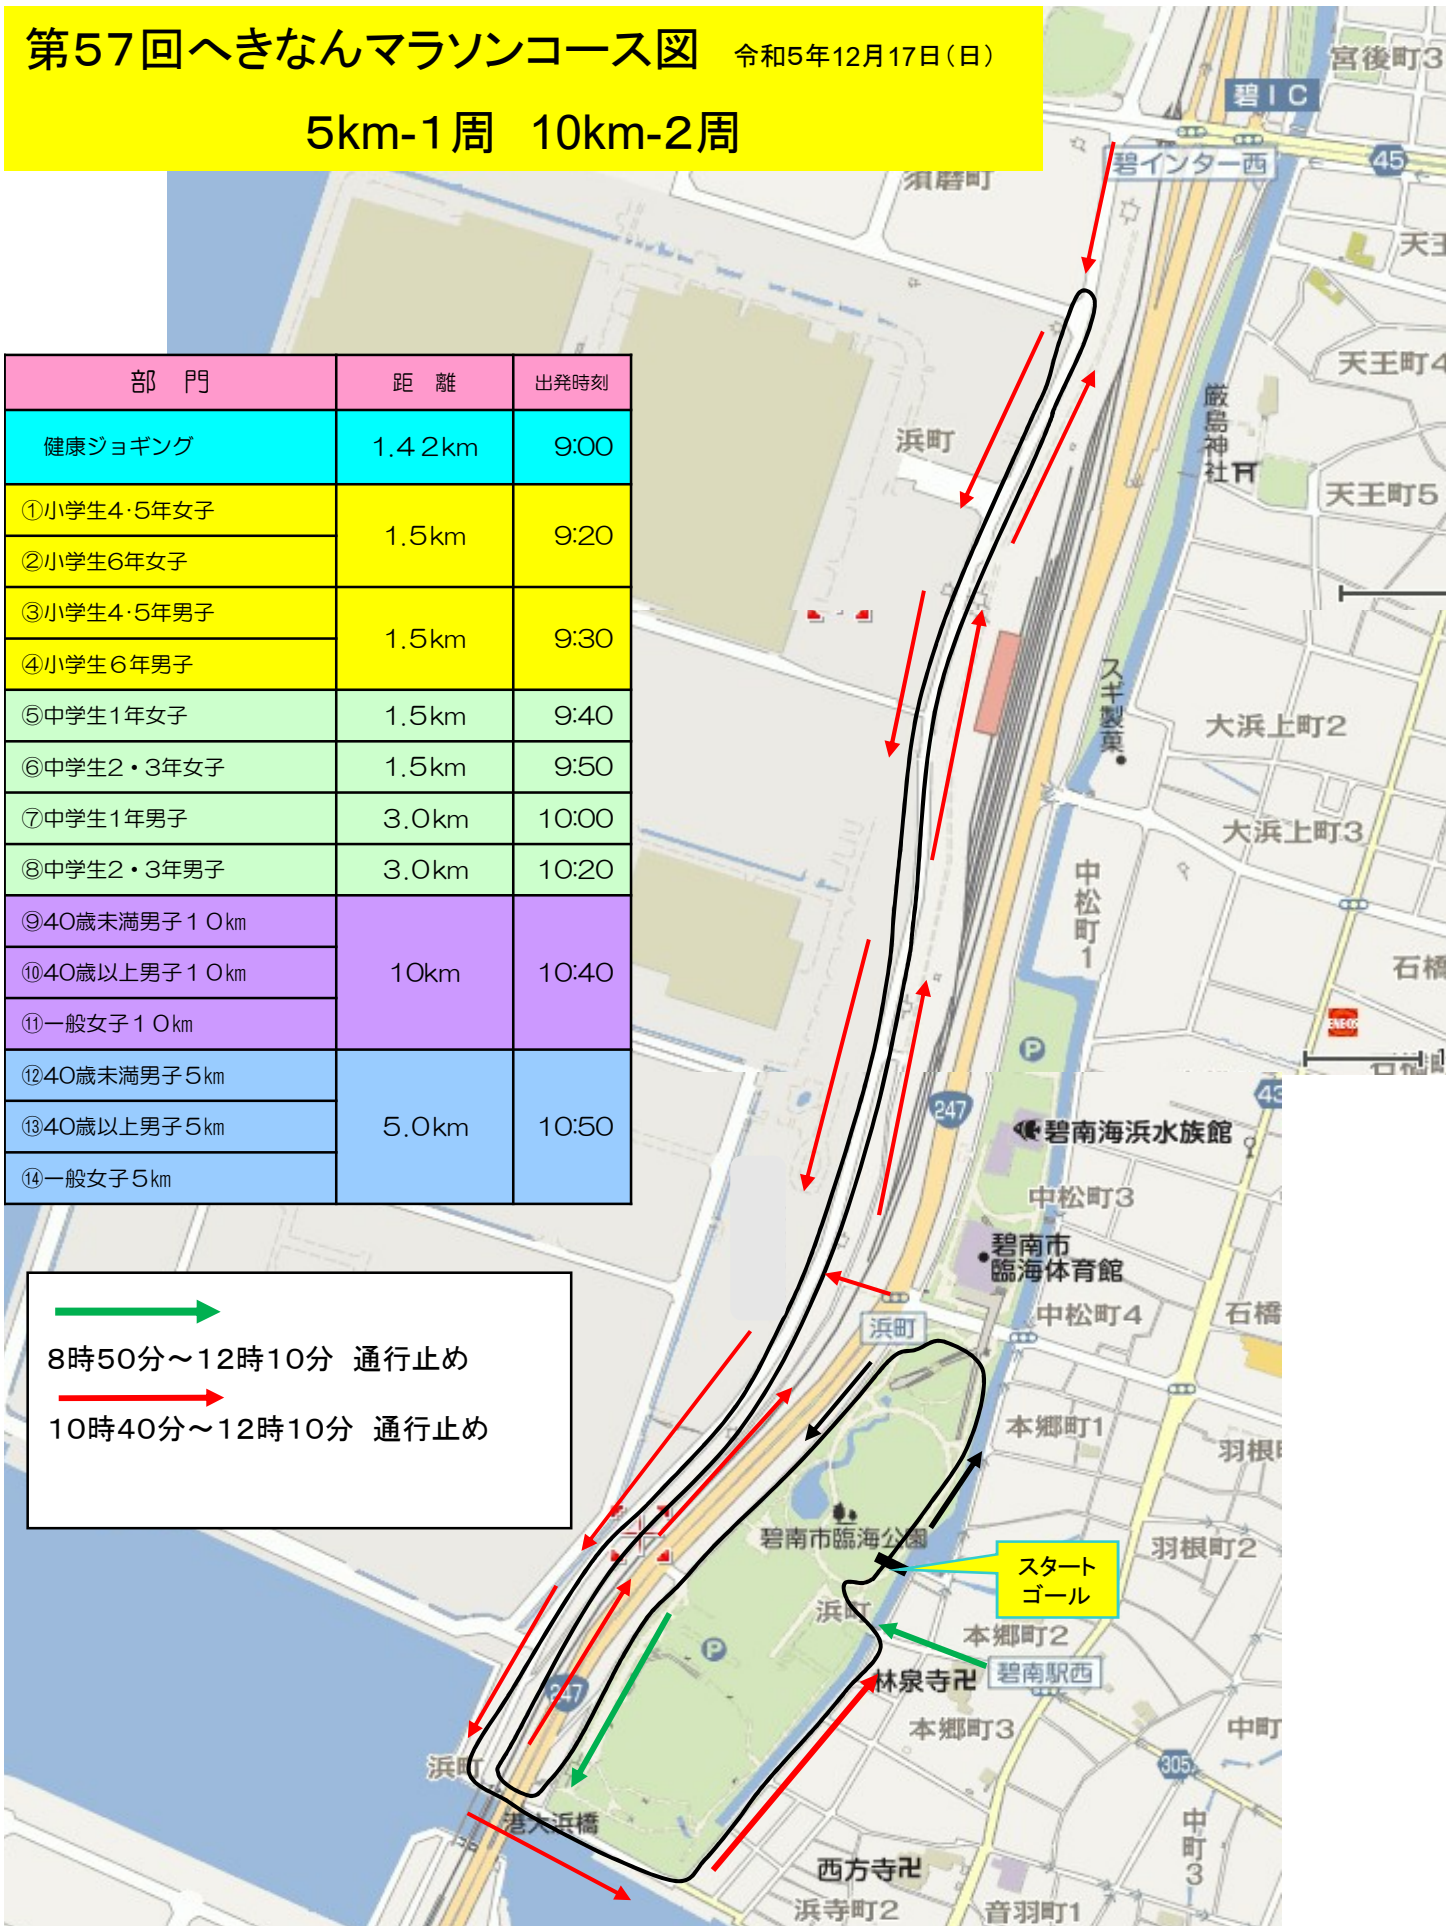 第57回へきなんマラソンコース図　令和5年12月17日(日)
5km-1周　10km-2周
部　門　距　離　出発時刻
健康ジョギング　1.42km　9:00
①小学生4・5年女子　1.5km　9:20
②小学生6年女子
③小学生4・5年男子　1.5km　9:30
④小学生6年男子
⑤中学生1年女子　1.5km　9:40
⑥中学生2・3年女子　1.5km　9:50
⑦中学生1年男子　3.0km　10:00
⑧中学生2・3年男子　3.0km　10:20
⑨40歳未満男子10km　10km　10:40
⑩40歳以上男子10km
⑪一般女子10km
⑫40歳未満男子5km　5.0km　10:50
⑬40歳以上男子5km
⑭一般女子5km
8時50分～12時10分　通行止め
10時40分～12時10分　通行止め
宮後町3
碧IC
碧インター西
45
須磨町
天王町4
厳島神社
浜町
天王町5
スギ製菓
大浜上町2
大浜上町3
中松町1
石橋
ENEOS
P
247
43
碧南海浜水族館
中松町3
碧南市
臨海体育館
中松町4
石橋
浜町
本郷町1
羽根
碧南市臨海公園
羽根町2
スタート
ゴール
浜町
本郷町2
P
碧南駅西
林泉寺
247
本郷町3
中町
浜町
305
港大浜橋
中町3
西方寺
浜寺町2
音羽町1